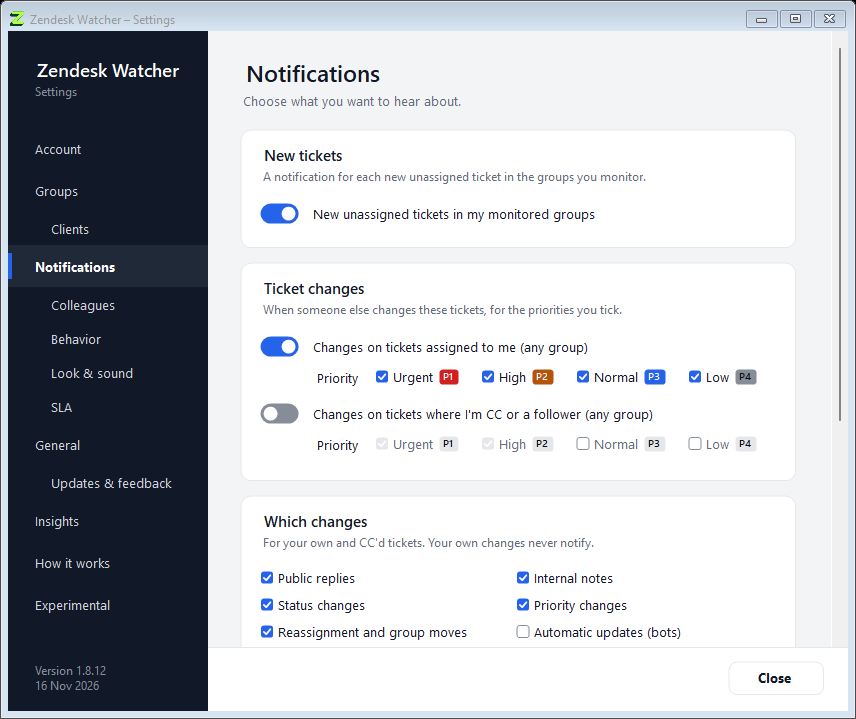 Zendesk Watcher – Settings
Zendesk Watcher
Settings
Account
Groups
Clients
Notifications
Colleagues
Behavior
Look & sound
SLA
General
Updates & feedback
Insights
How it works
Experimental
Version 1.8.12
16 Nov 2026
Notifications
Choose what you want to hear about.
New tickets
A notification for each new unassigned ticket in the groups you monitor.
New unassigned tickets in my monitored groups
Ticket changes
When someone else changes these tickets, for the priorities you tick.
Changes on tickets assigned to me (any group)
Priority Urgent P1 High P2 Normal P3 Low P4
Changes on tickets where I'm CC or a follower (any group)
Priority Urgent P1 High P2 Normal P3 Low P4
Which changes
For your own and CC'd tickets. Your own changes never notify.
Public replies Internal notes
Status changes Priority changes
Reassignment and group moves Automatic updates (bots)
Close